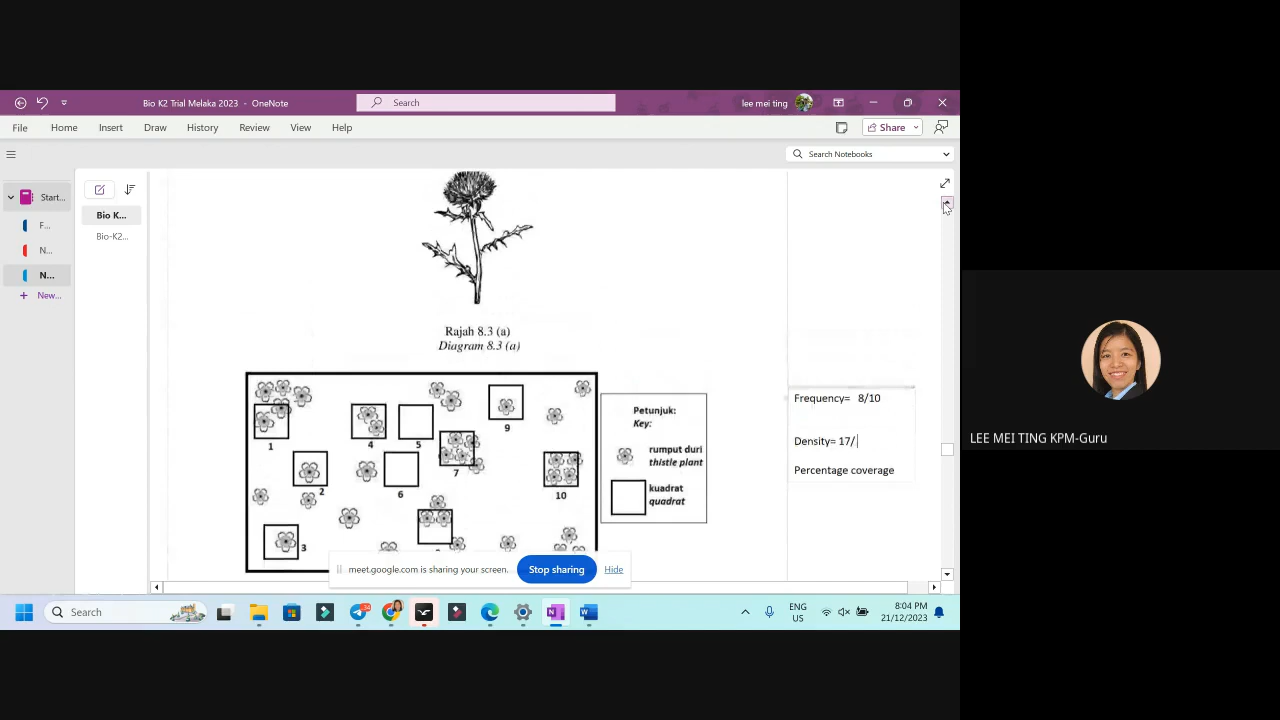 Bio K2 Trial Melaka 2023 - OneNote
Search
lee mei ting
File
Home
Insert
Draw
History
Review
View
Help
Share
Search Notebooks
Start...
F...
N...
N...
New...
Bio K...
Bio-K2...
Rajah 8.3 (a)
Diagram 8.3 (a)
1
2
3
4
5
6
7
9
10
Petunjuk:
Key:
rumput duri
thistle plant
kuadrat
quadrat
Frequency= 8/10
Density= 17/
Percentage coverage
meet.google.com is sharing your screen.
Stop sharing
Hide
LEE MEI TING KPM-Guru
Search
ENG
US
8:04 PM
21/12/2023